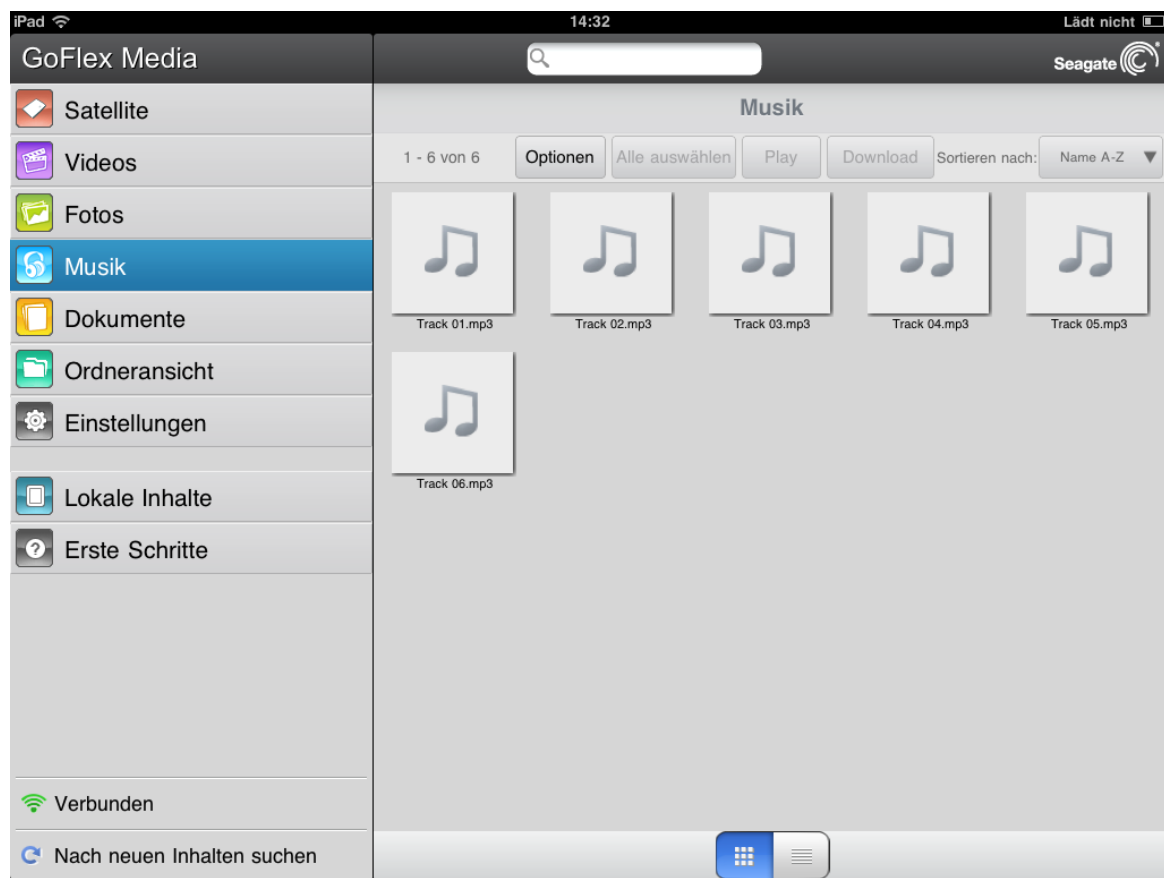 iPad 14:32 Lädt nicht
GoFlex Media
Seagate
Satellite
Videos
Fotos
Musik
Dokumente
Ordneransicht
Einstellungen
Lokale Inhalte
Erste Schritte
Verbunden
Nach neuen Inhalten suchen
Musik
1 - 6 von 6 Optionen Alle auswählen Play Download Sortieren nach: Name A-Z
Track 01.mp3 Track 02.mp3 Track 03.mp3 Track 04.mp3 Track 05.mp3
Track 06.mp3